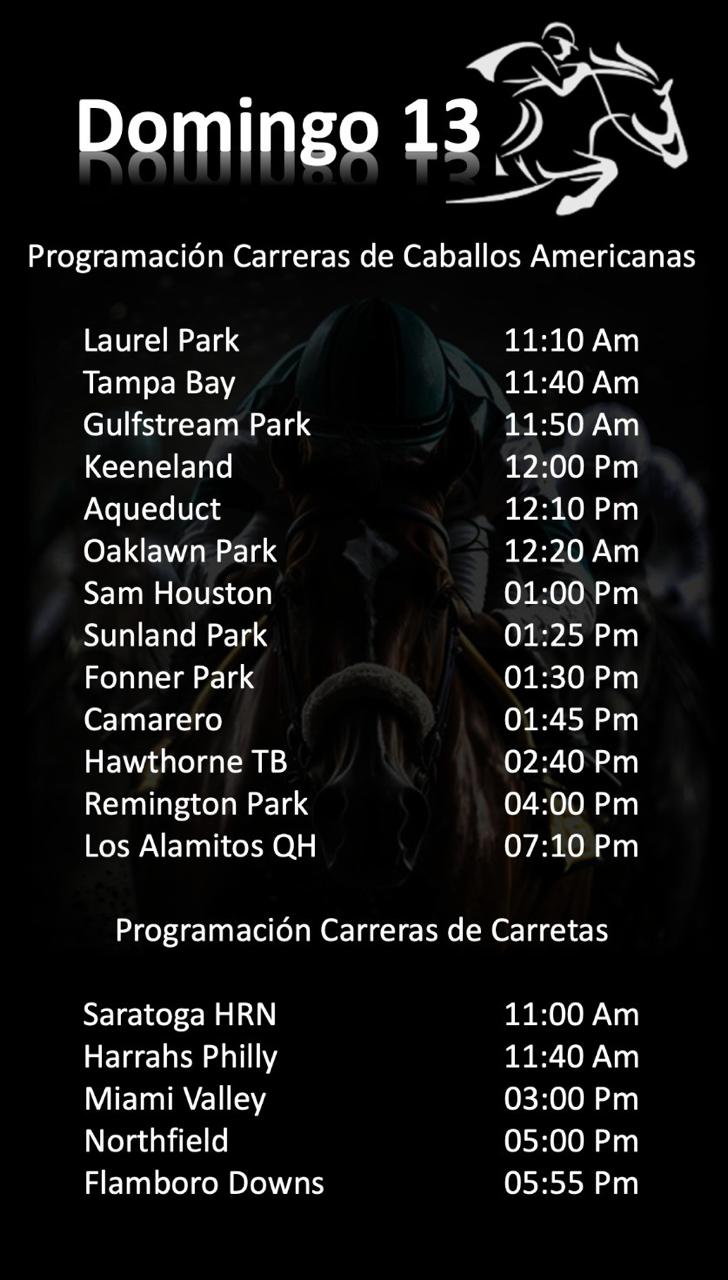 Domingo 13
Programación Carreras de Caballos Americanas
Laurel Park 11:10 Am
Tampa Bay 11:40 Am
Gulfstream Park 11:50 Am
Keeneland 12:00 Pm
Aqueduct 12:10 Pm
Oaklawn Park 12:20 Am
Sam Houston 01:00 Pm
Sunland Park 01:25 Pm
Fonner Park 01:30 Pm
Camarero 01:45 Pm
Hawthorne TB 02:40 Pm
Remington Park 04:00 Pm
Los Alamitos QH 07:10 Pm
Programación Carreras de Carretas
Saratoga HRN 11:00 Am
Harrahs Philly 11:40 Am
Miami Valley 03:00 Pm
Northfield 05:00 Pm
Flamboro Downs 05:55 Pm